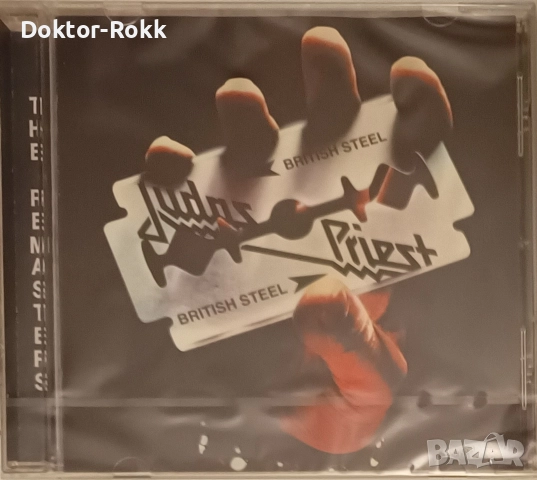 Doktor-Rokk
THE REMASTERS
BRITISH STEEL
Judas
Priest
BRITISH STEEL
BAZAR